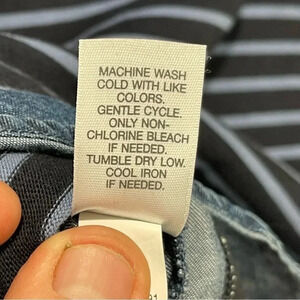 MACHINE WASH
COLD WITH LIKE
COLORS.
GENTLE CYCLE.
ONLY NON-
CHLORINE BLEACH
IF NEEDED.
TUMBLE DRY LOW.
COOL IRON
IF NEEDED.
91